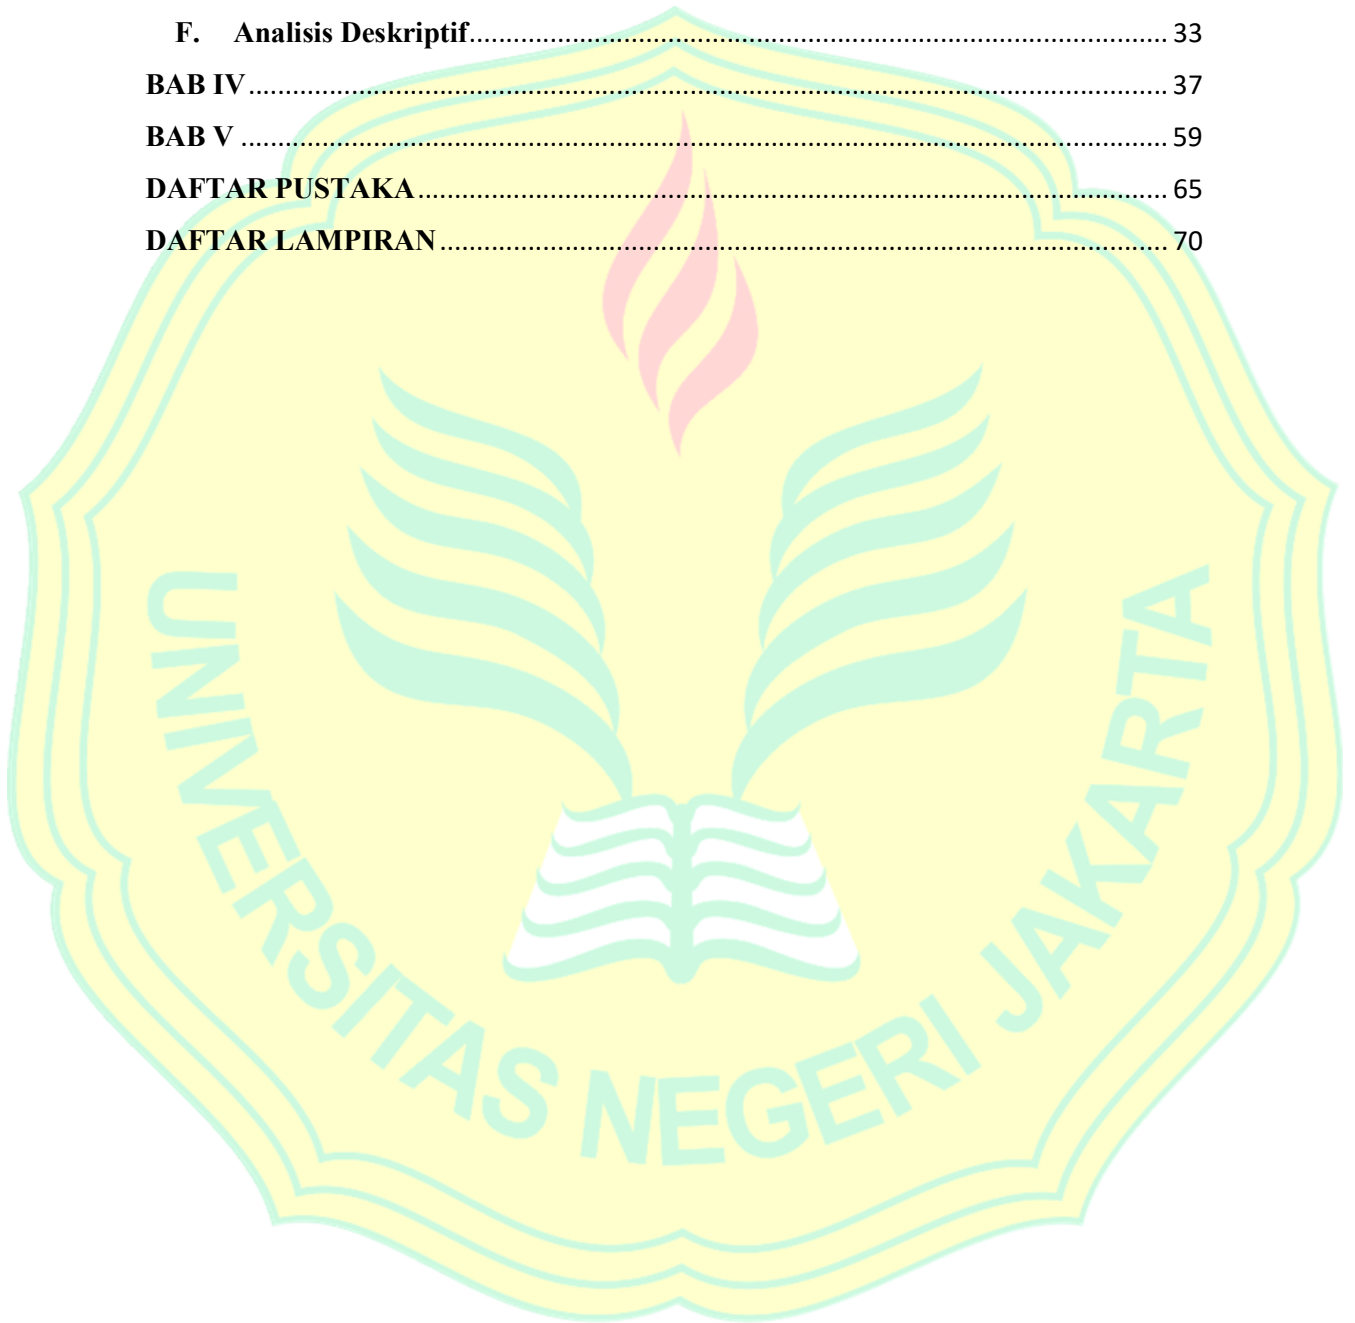 F. Analisis Deskriptif........................................................................................... 33
BAB IV........................................................................................................................ 37
BAB V ......................................................................................................................... 59
DAFTAR PUSTAKA.................................................................................................. 65
DAFTAR LAMPIRAN............................................................................................... 70
UNIVERSITAS NEGERI JAKARTA